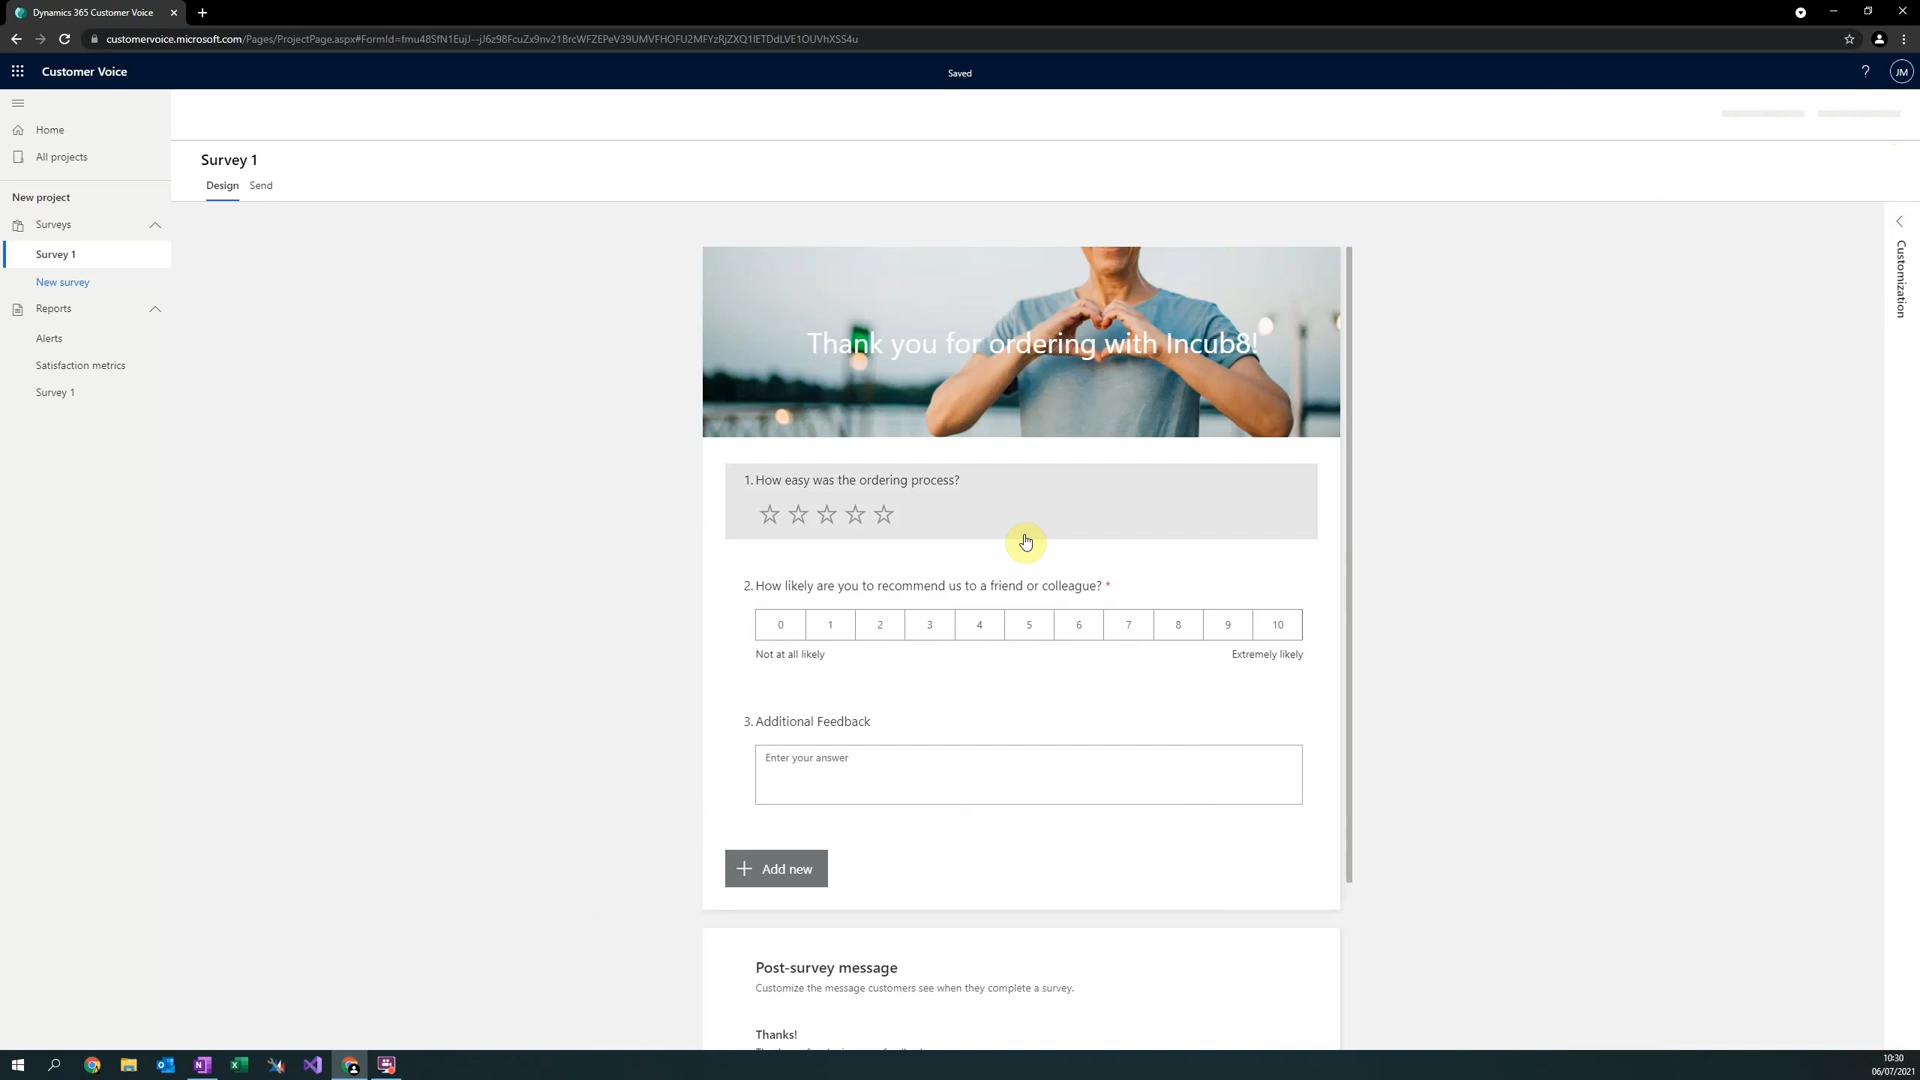 Dynamics 365 Customer Voice
customervoice.microsoft.com/Pages/ProjectPage.aspx#FormId=fmu48SfN1EujJ--jJ6z98FcuZx9nv21BrcWFZEPeV39UMVFHOFU2MFYzRjZXQ1lETDdLVE1OUVhXSS4u
Customer Voice
Saved
?
JM
Home
All projects
New project
Surveys
Survey 1
New survey
Reports
Alerts
Satisfaction metrics
Survey 1
Survey 1
Design Send
Customization
Thank you for ordering with Incub8!
1. How easy was the ordering process?
2. How likely are you to recommend us to a friend or colleague? *
0 1 2 3 4 5 6 7 8 9 10
Not at all likely Extremely likely
3. Additional Feedback
Enter your answer
Add new
Post-survey message
Customize the message customers see when they complete a survey.
Thanks!
10:30
06/07/2021